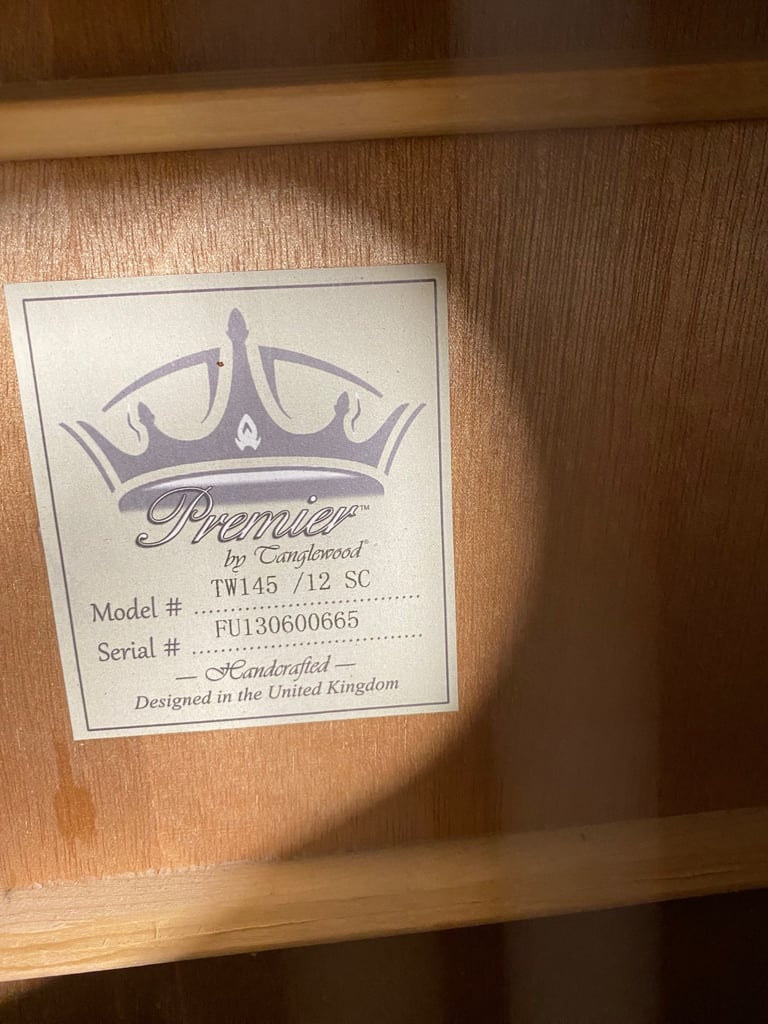 Premier™
by Tanglewood®
Model # TW145 /12 SC
Serial # FU130600665
— Handcrafted —
Designed in the United Kingdom